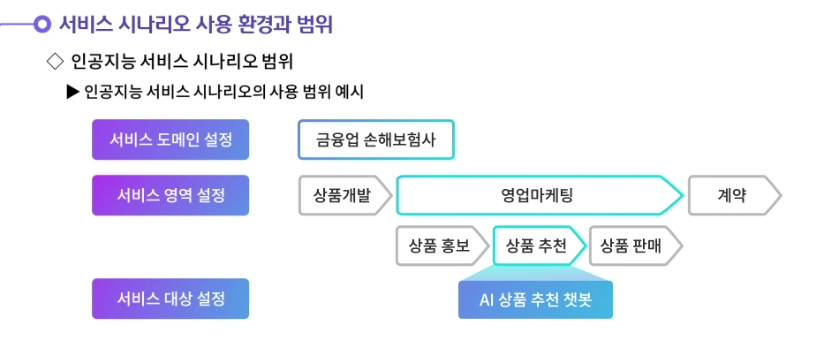 서비스 시나리오 사용 환경과 범위
◇ 인공지능 서비스 시나리오 범위
▶ 인공지능 서비스 시나리오의 사용 범위 예시
서비스 도메인 설정
금융업 손해보험사
서비스 영역 설정
상품개발
영업마케팅
계약
상품 홍보
상품 추천
상품 판매
서비스 대상 설정
AI 상품 추천 챗봇